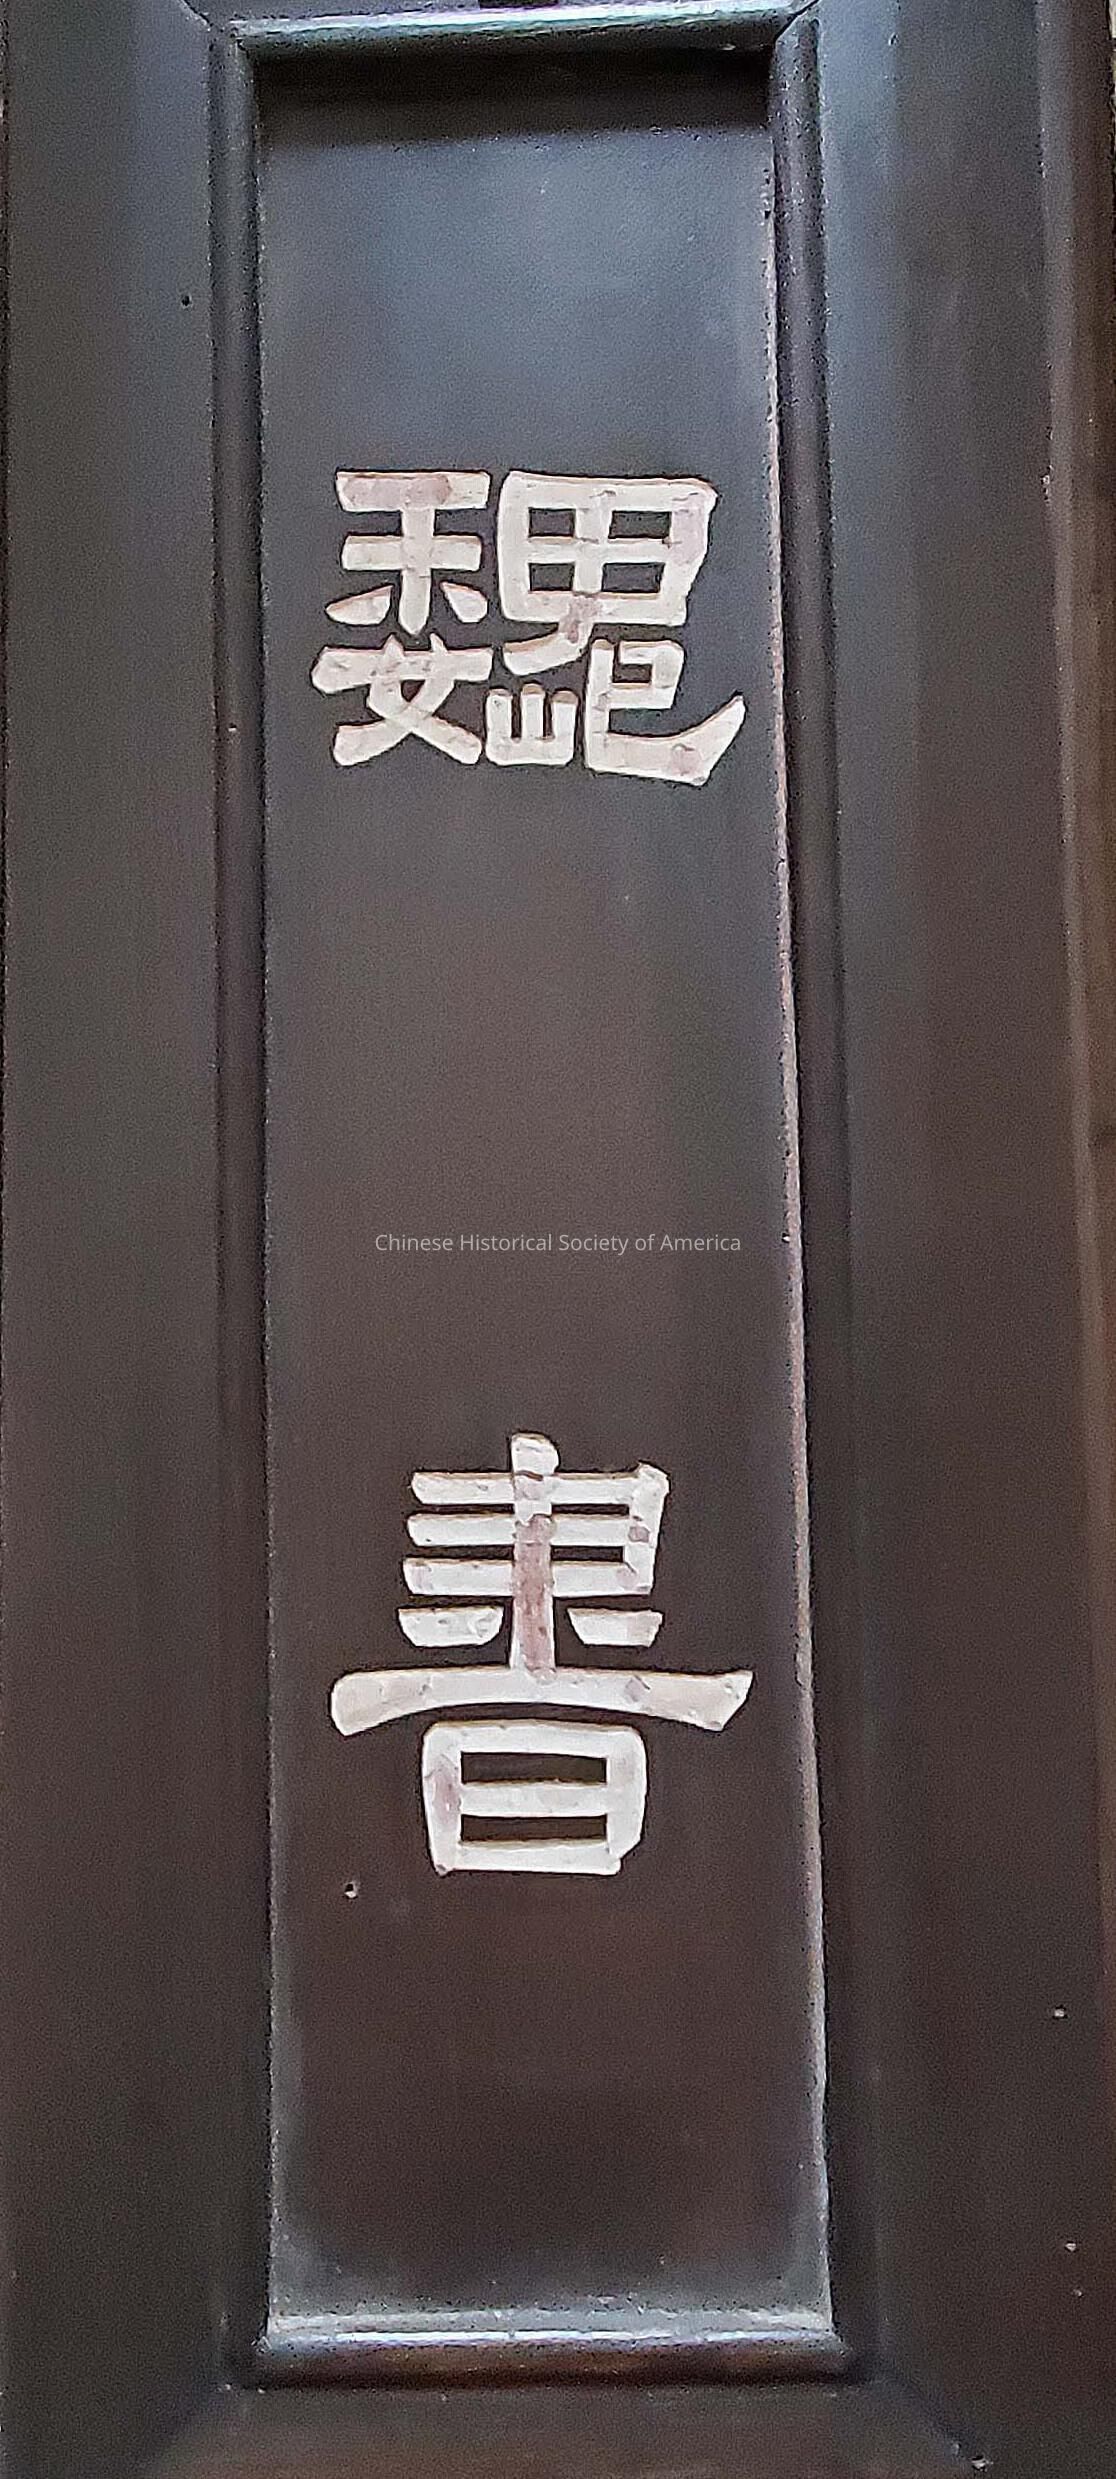 魏
書
Chinese Historical Society of America